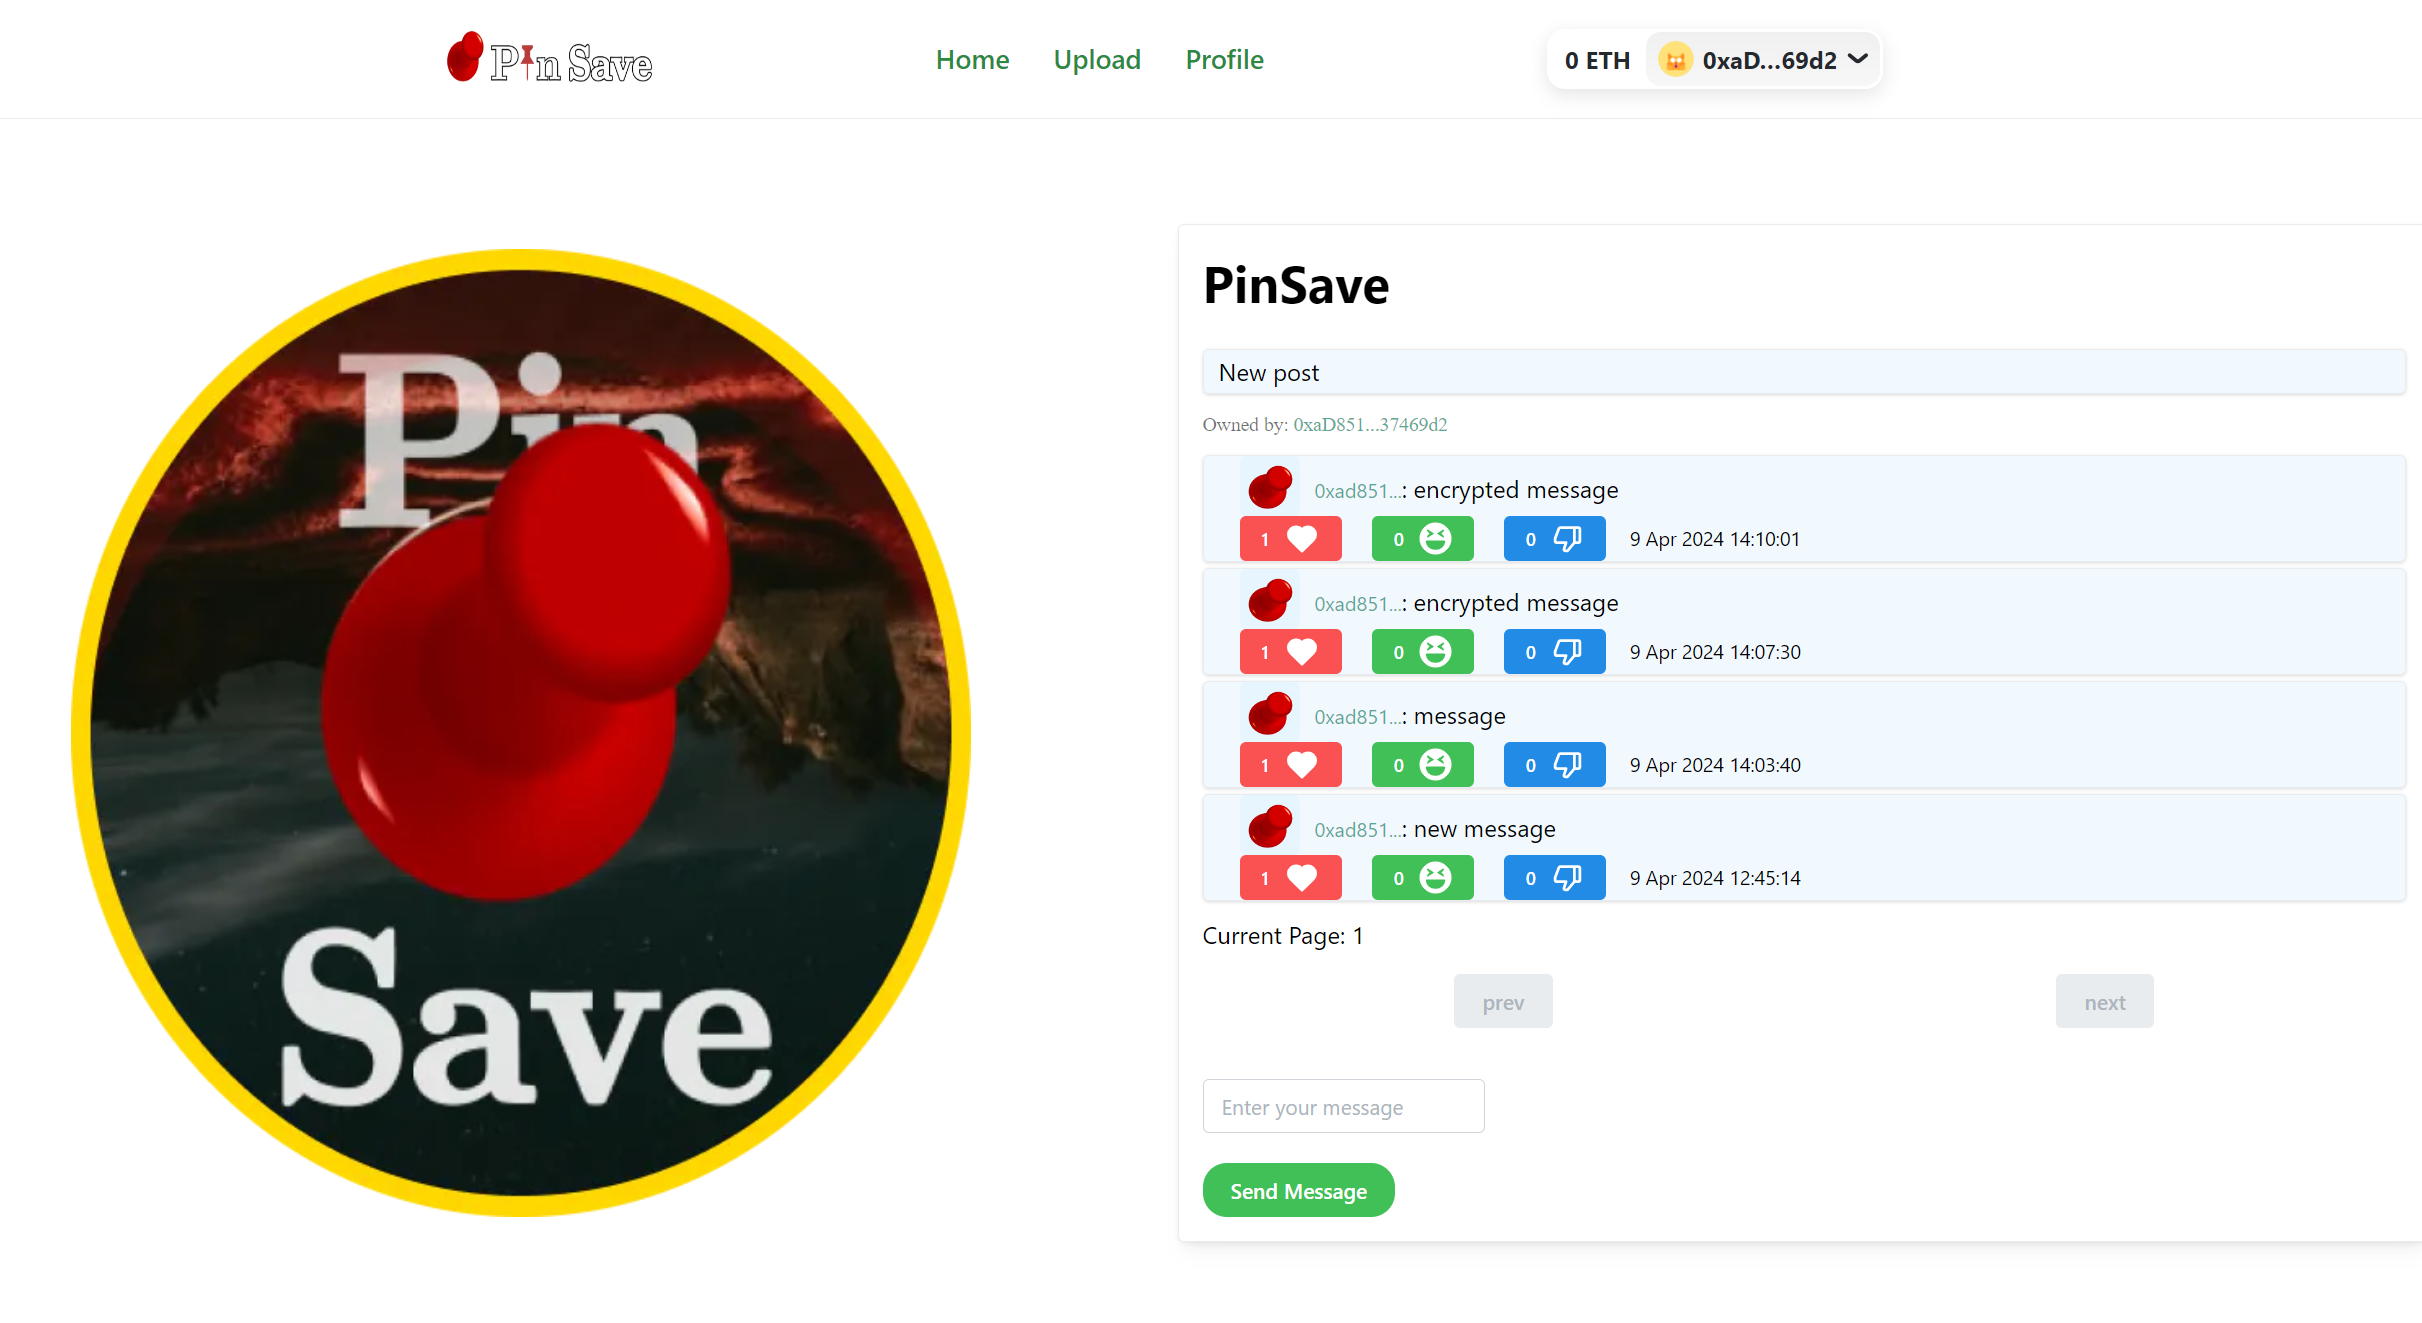 Pin Save
Home
Upload
Profile
0 ETH
0xaD...69d2
Pin
Save
PinSave
New post
Owned by: 0xaD851...37469d2
0xad851...: encrypted message
1
0
0
9 Apr 2024 14:10:01
0xad851...: encrypted message
1
0
0
9 Apr 2024 14:07:30
0xad851...: message
1
0
0
9 Apr 2024 14:03:40
0xad851...: new message
1
0
0
9 Apr 2024 12:45:14
Current Page: 1
prev
next
Enter your message
Send Message